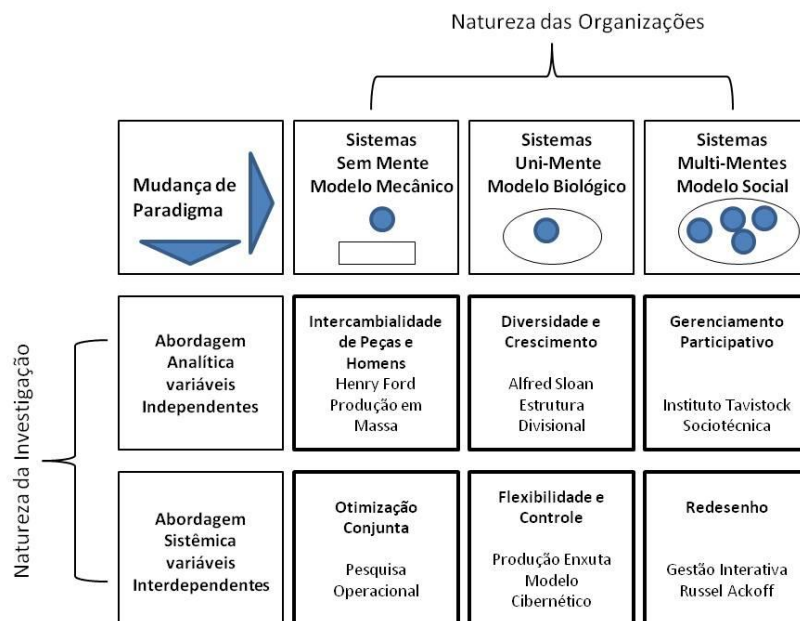 Natureza das Organizações
Mudança de
Paradigma
Sistemas
Sem Mente
Modelo Mecânico
Sistemas
Uni-Mente
Modelo Biológico
Sistemas
Multi-Mentes
Modelo Social
Natureza da Investigação
Abordagem
Analítica
variáveis
Independentes
Intercambialidade
de Peças e
Homens
Henry Ford
Produção em
Massa
Diversidade e
Crescimento
Alfred Sloan
Estrutura
Divisional
Gerenciamento
Participativo
Instituto Tavistock
Sociotécnica
Abordagem
Sistêmica
variáveis
Interdependentes
Otimização
Conjunta
Pesquisa
Operacional
Flexibilidade e
Controle
Produção Enxuta
Modelo
Cibernético
Redesenho
Gestão Interativa
Russel Ackoff